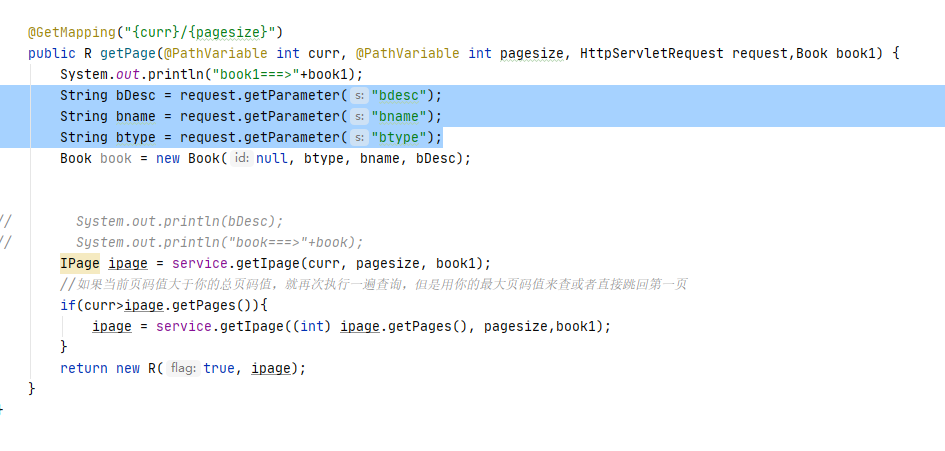 @GetMapping("{curr}/{pagesize}")
public R getPage(@PathVariable int curr, @PathVariable int pagesize, HttpServletRequest request,Book book1) {
System.out.println("book1===>"+book1);
String bDesc = request.getParameter( s: "bdesc");
String bname = request.getParameter( s: "bname");
String btype = request.getParameter( s: "btype");
Book book = new Book( id: null, btype, bname, bDesc);
// System.out.println(bDesc);
// System.out.println("book===>"+book);
IPage ipage = service.getIpage(curr, pagesize, book1);
//如果当前页码值大于你的总页码值，就再次执行一遍查询，但是用你的最大页码值来查或者直接跳回第一页
if(curr>ipage.getPages()){
ipage = service.getIpage((int) ipage.getPages(), pagesize,book1);
}
return new R( flag: true, ipage);
}
}